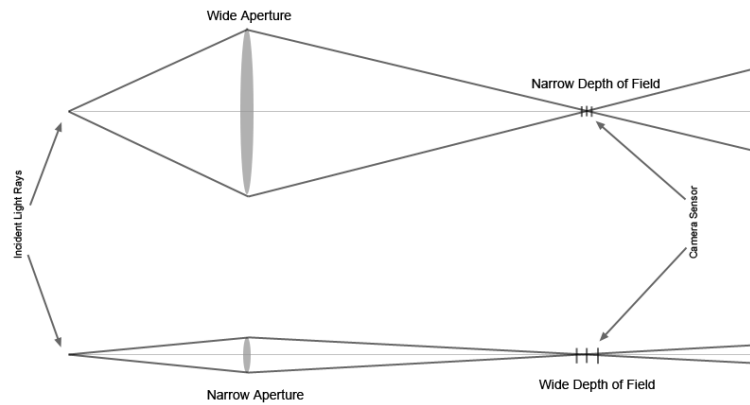 Wide Aperture
Narrow Depth of Field
Incident Light Rays
Camera Sensor
Wide Depth of Field
Narrow Aperture